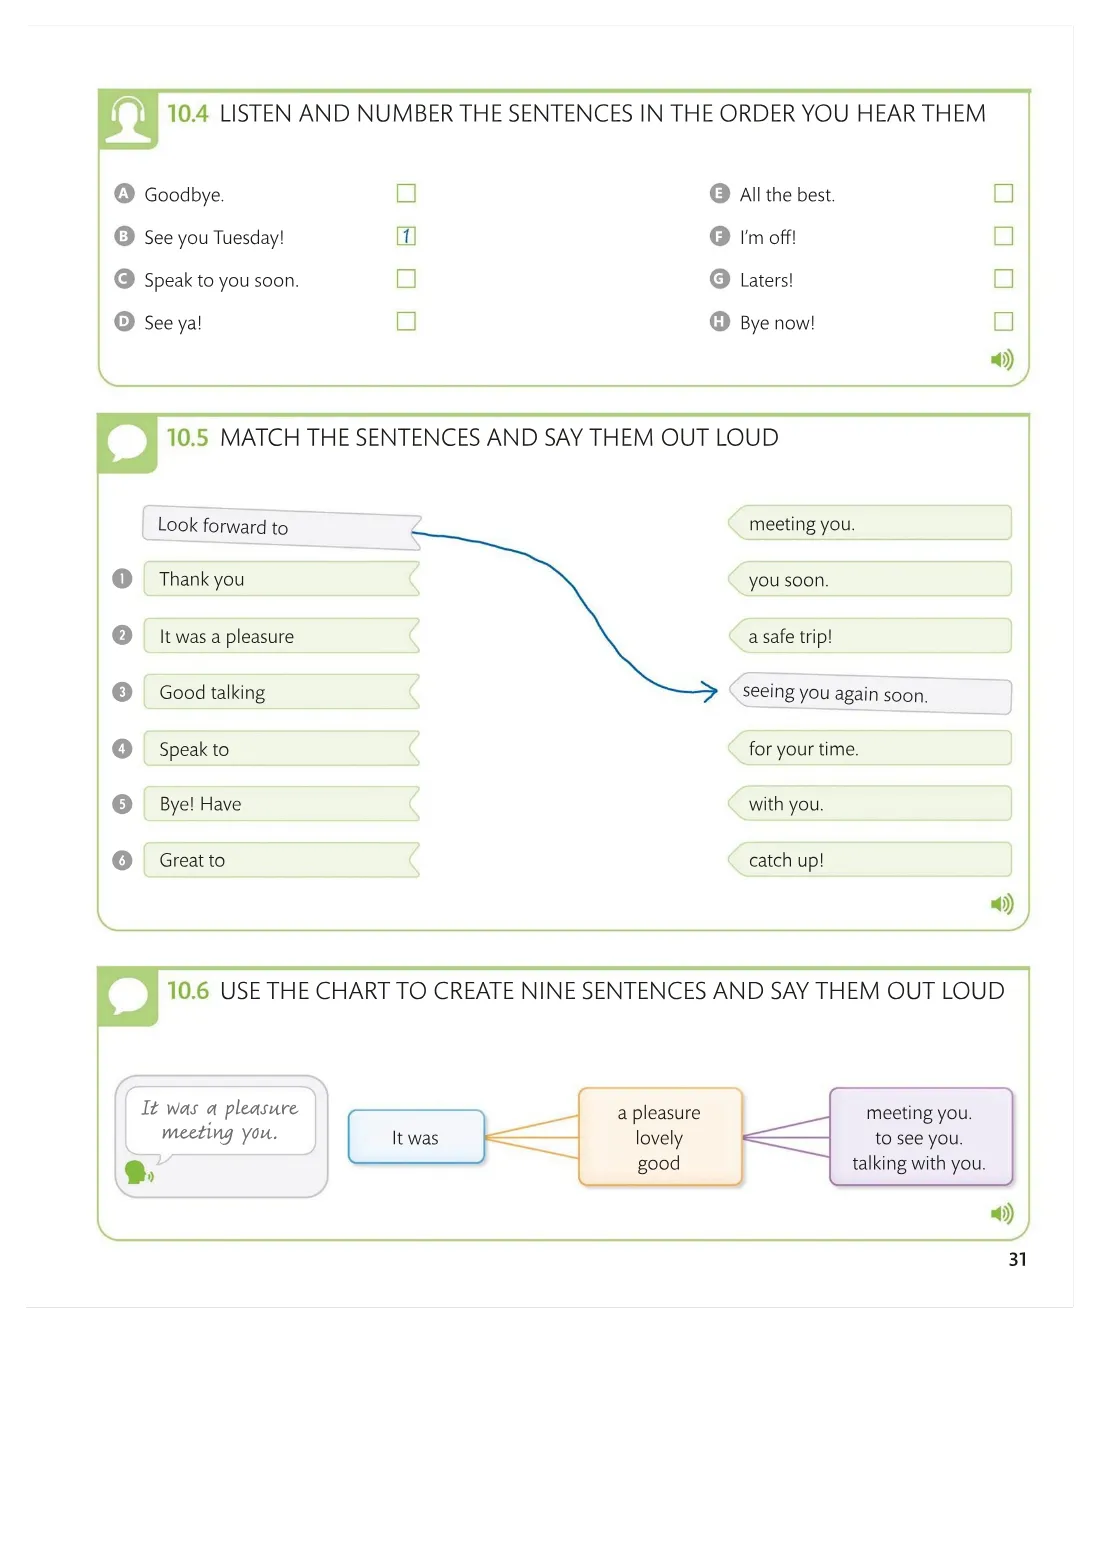 10.4 LISTEN AND NUMBER THE SENTENCES IN THE ORDER YOU HEAR THEM
A Goodbye.
B See you Tuesday! 1
C Speak to you soon.
D See ya!
E All the best.
F I'm off!
G Laters!
H Bye now!
10.5 MATCH THE SENTENCES AND SAY THEM OUT LOUD
Look forward to
1 Thank you
2 It was a pleasure
3 Good talking
4 Speak to
5 Bye! Have
6 Great to
meeting you.
you soon.
a safe trip!
seeing you again soon.
for your time.
with you.
catch up!
10.6 USE THE CHART TO CREATE NINE SENTENCES AND SAY THEM OUT LOUD
It was a pleasure
meeting you.
It was
a pleasure
lovely
good
meeting you.
to see you.
talking with you.
31